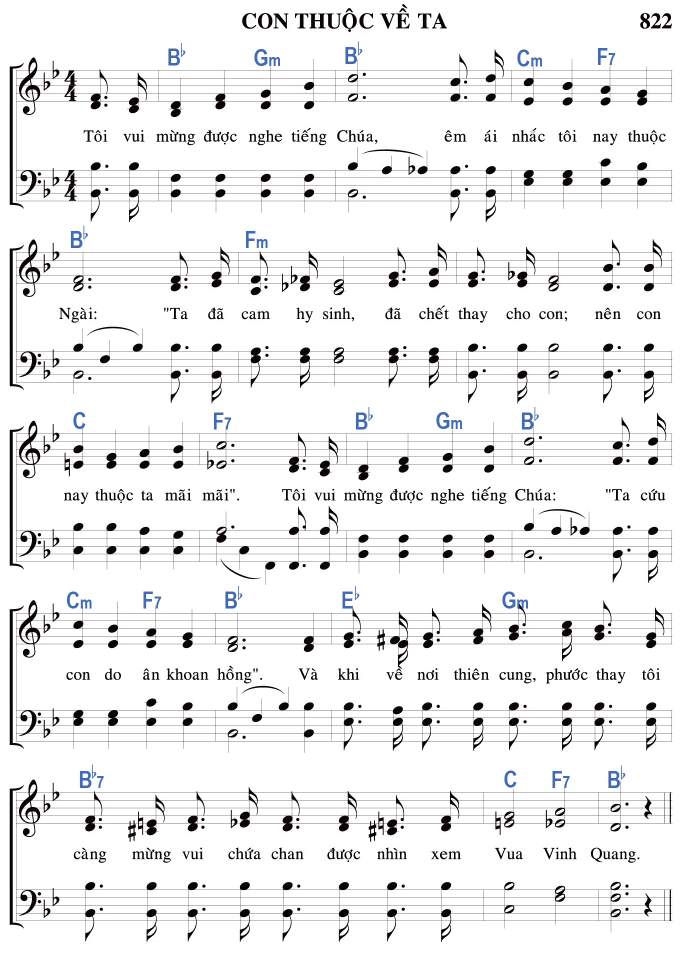 CON THUỘC VỀ TA 822
B♭ Gm B♭ Cm F7
Tôi vui mừng được nghe tiếng Chúa, êm ái nhác tôi nay thuộc
B♭ Fm
Ngài: "Ta đã cam hy sinh, đã chết thay cho con; nên con
C F7 B♭ Gm B♭
nay thuộc ta mãi mãi". Tôi vui mừng được nghe tiếng Chúa: "Ta cứu
Cm F7 B♭ E♭ Gm
con do ân khoan hồng". Và khi về nơi thiên cung, phước thay tôi
B♭7 C F7 B♭
càng mừng vui chứa chan được nhìn xem Vua Vinh Quang.